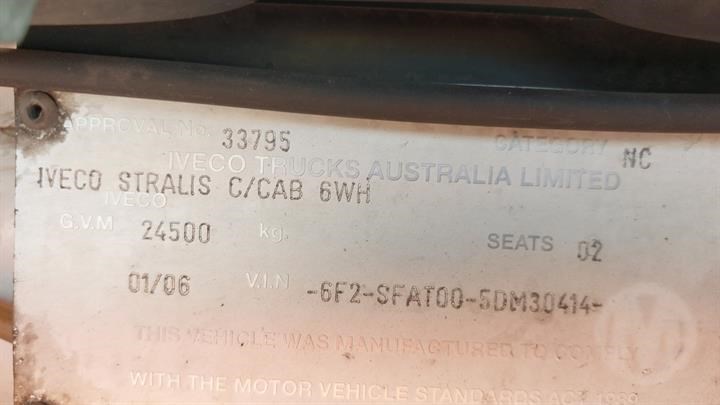 APPROVAL No. 33795 CATEGORY NC
IVECO TRUCKS AUSTRALIA LIMITED
IVECO STRALIS C/CAB 6WH
IVECO
G.V.M 24500 kg. SEATS 02
01/06 V.I.N -6F2-SFAT00-5DM30414-
THIS VEHICLE WAS MANUFACTURED TO COMPLY
WITH THE MOTOR VEHICLE STANDARDS ACT 1989